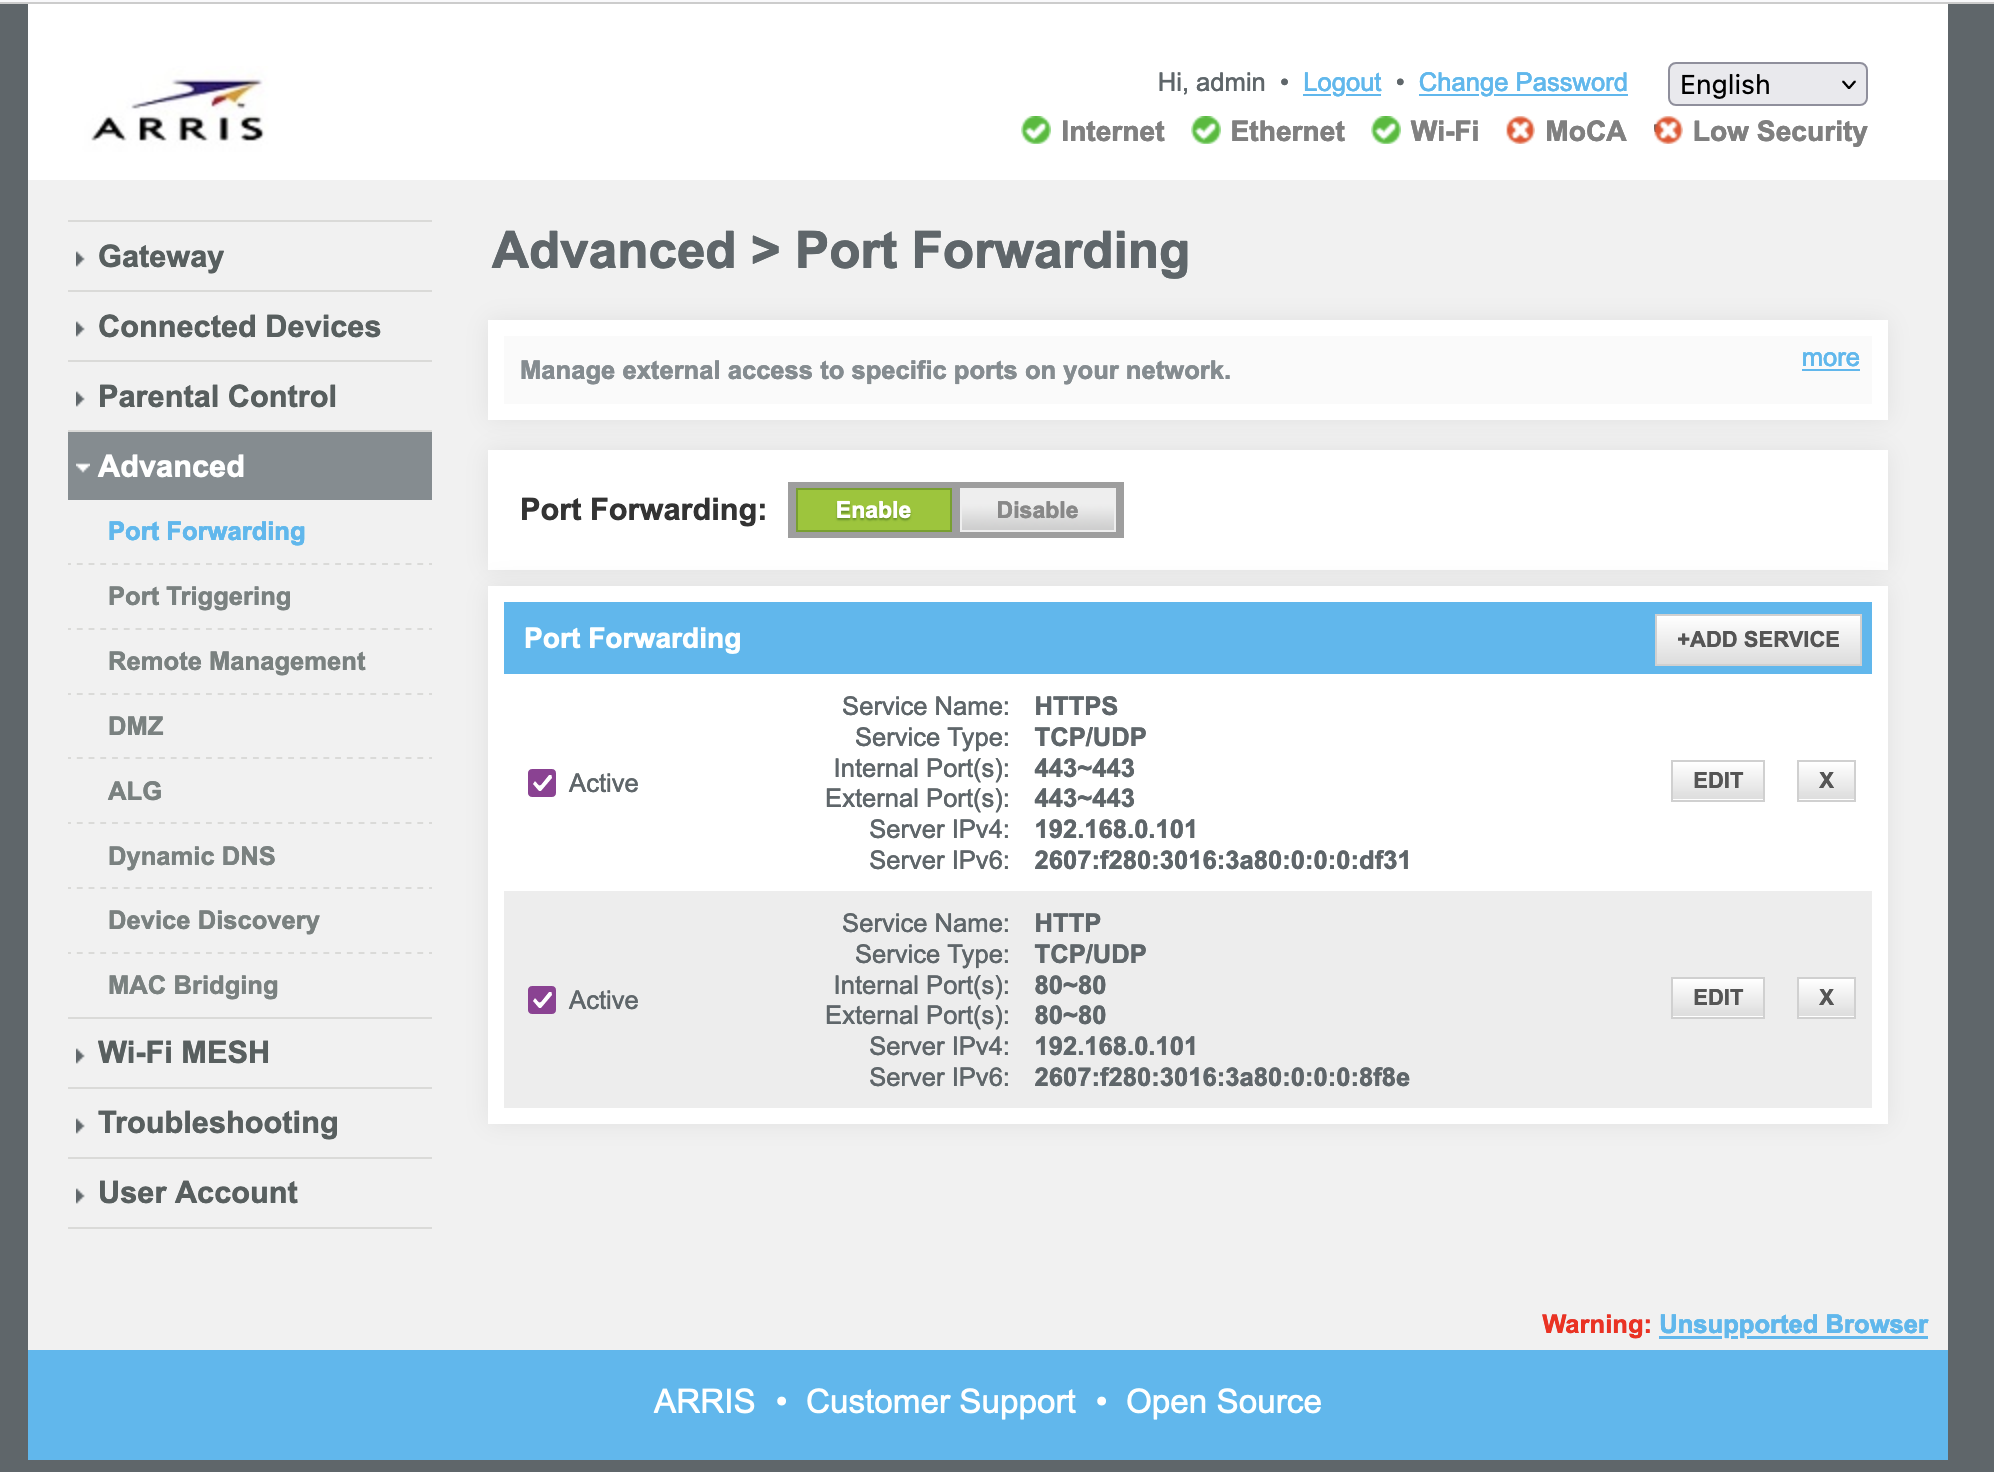 ARRIS
Hi, admin • Logout • Change Password English
Internet Ethernet Wi-Fi MoCA Low Security
Gateway
Connected Devices
Parental Control
Advanced
Port Forwarding
Port Triggering
Remote Management
DMZ
ALG
Dynamic DNS
Device Discovery
MAC Bridging
Wi-Fi MESH
Troubleshooting
User Account
Advanced > Port Forwarding
Manage external access to specific ports on your network. more
Port Forwarding: Enable Disable
Port Forwarding +ADD SERVICE
Service Name: HTTPS
Service Type: TCP/UDP
Internal Port(s): 443~443
Active EDIT X
External Port(s): 443~443
Server IPv4: 192.168.0.101
Server IPv6: 2607:f280:3016:3a80:0:0:0:df31
Service Name: HTTP
Service Type: TCP/UDP
Internal Port(s): 80~80
Active EDIT X
External Port(s): 80~80
Server IPv4: 192.168.0.101
Server IPv6: 2607:f280:3016:3a80:0:0:0:8f8e
Warning: Unsupported Browser
ARRIS • Customer Support • Open Source